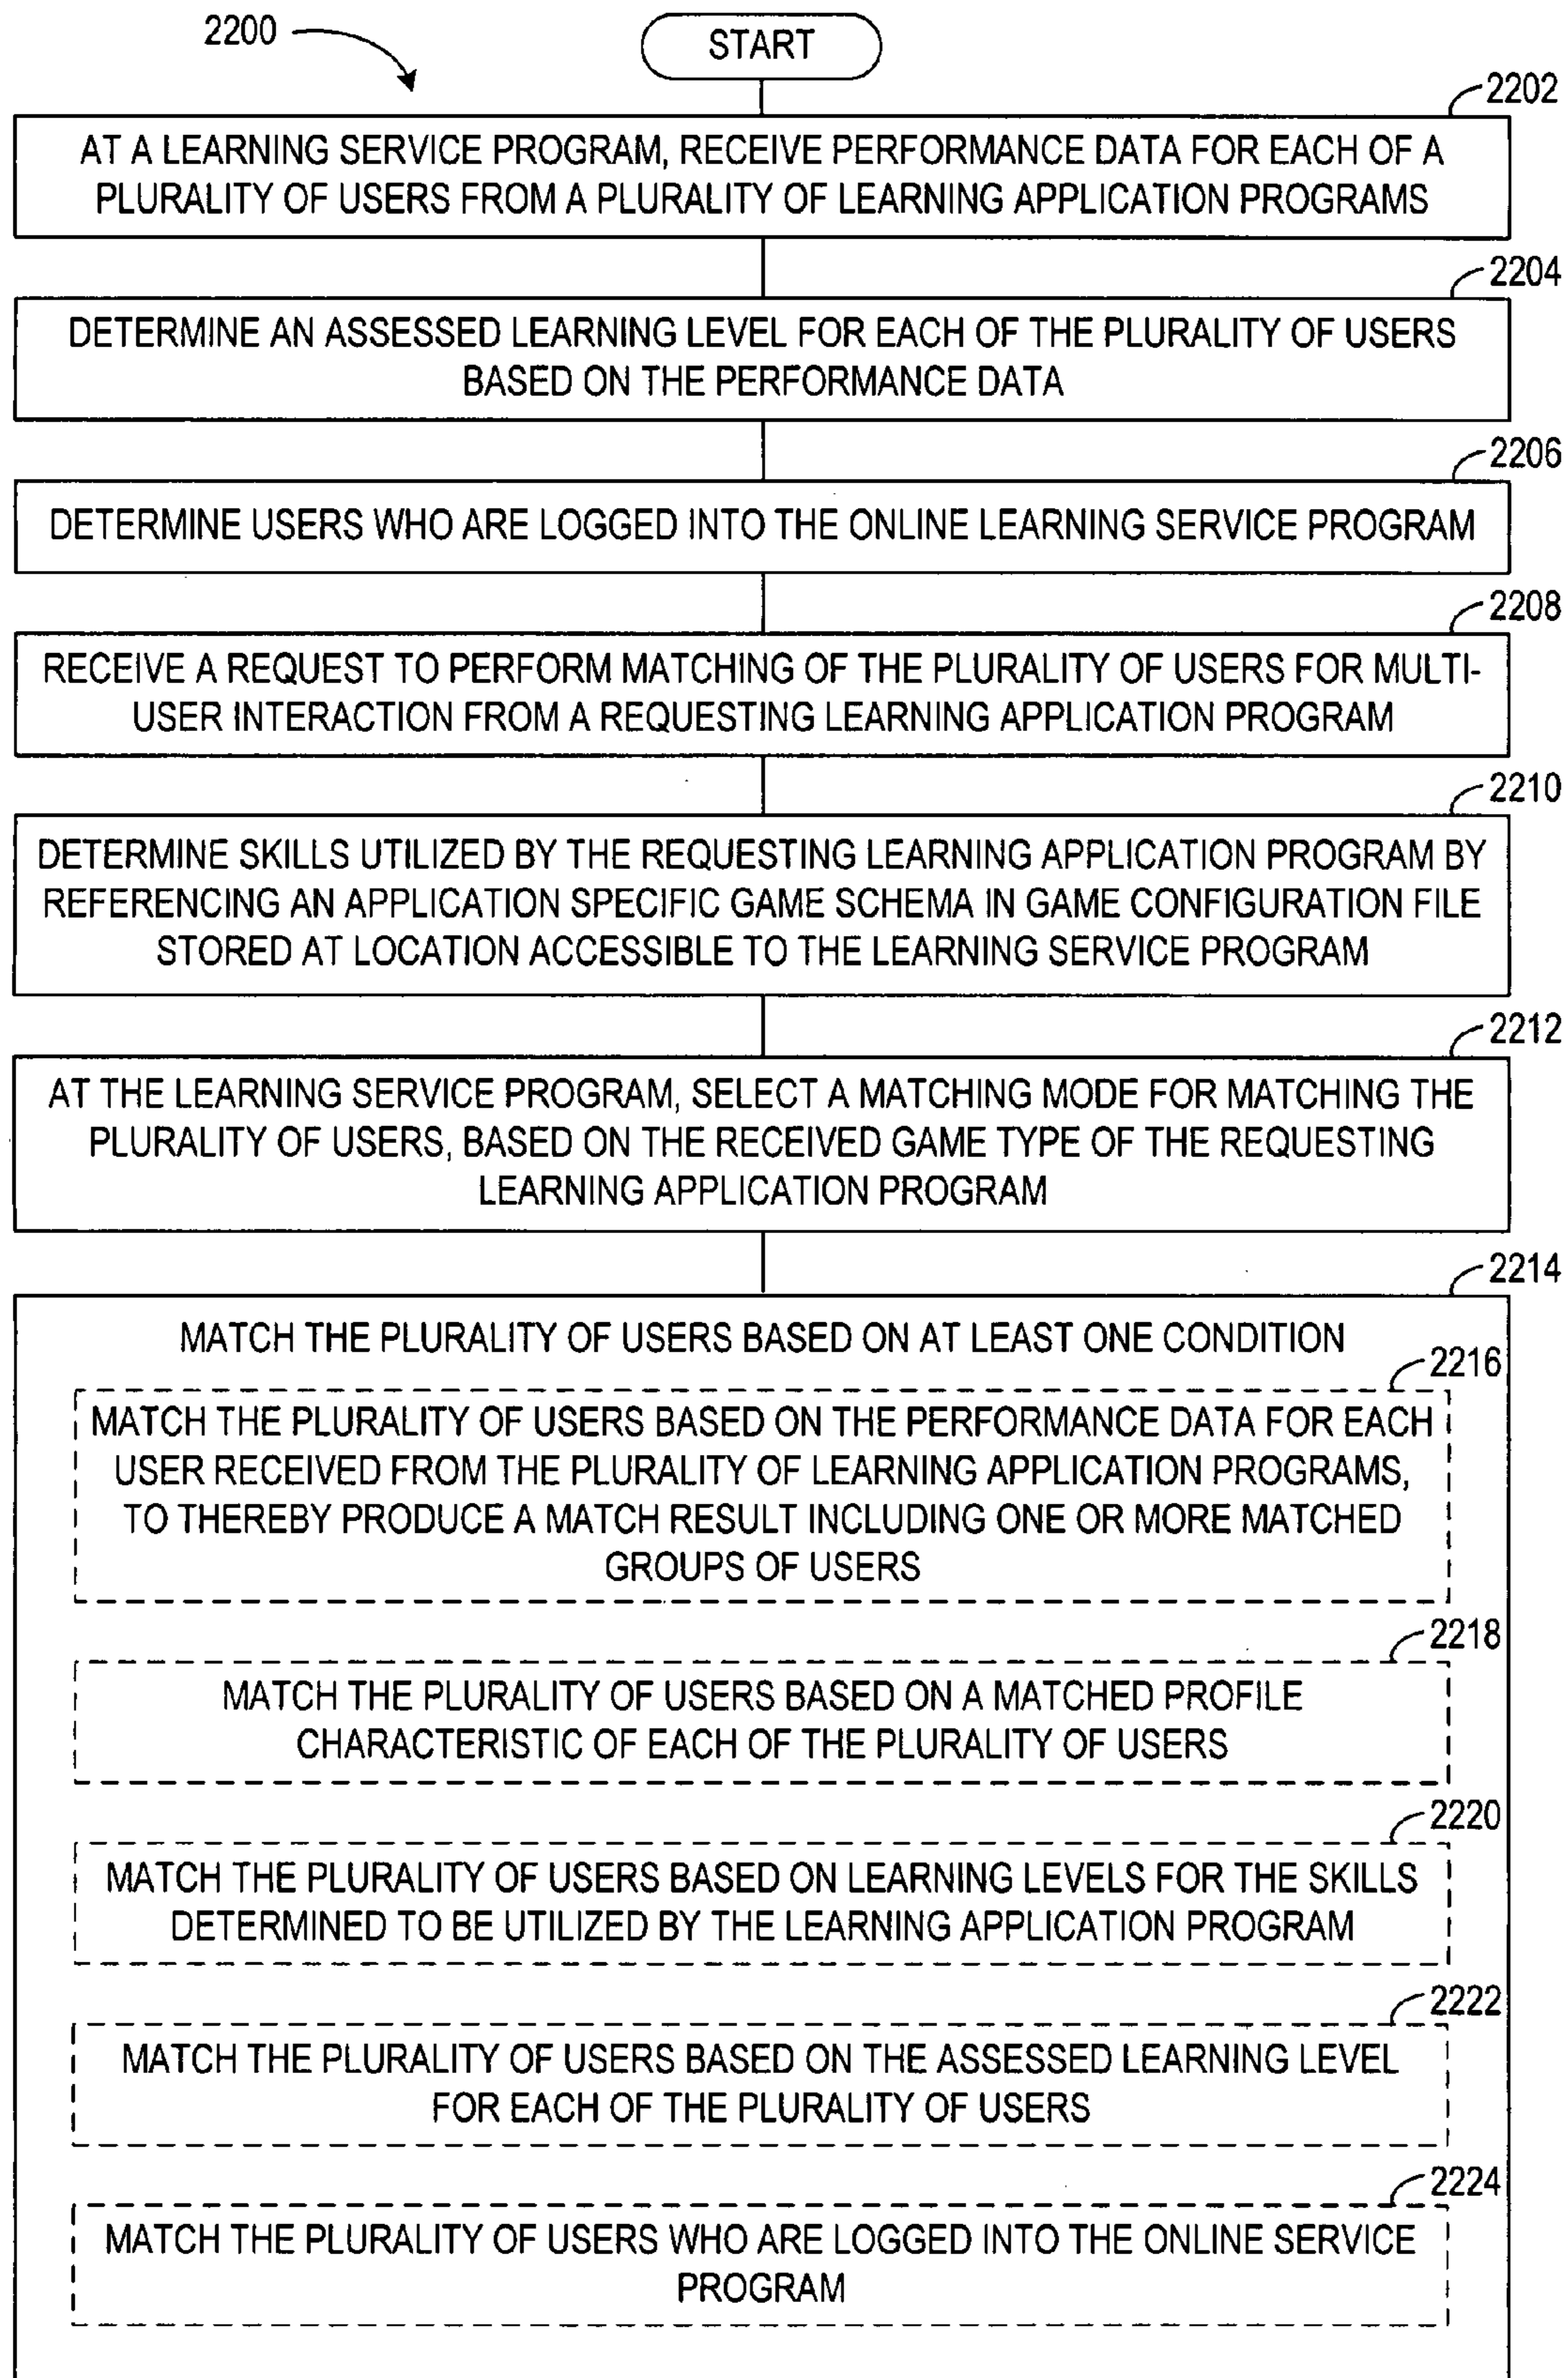 2200
START
2202
AT A LEARNING SERVICE PROGRAM, RECEIVE PERFORMANCE DATA FOR EACH OF A
PLURALITY OF USERS FROM A PLURALITY OF LEARNING APPLICATION PROGRAMS
2204
DETERMINE AN ASSESSED LEARNING LEVEL FOR EACH OF THE PLURALITY OF USERS
BASED ON THE PERFORMANCE DATA
2206
DETERMINE USERS WHO ARE LOGGED INTO THE ONLINE LEARNING SERVICE PROGRAM
2208
RECEIVE A REQUEST TO PERFORM MATCHING OF THE PLURALITY OF USERS FOR MULTI-
USER INTERACTION FROM A REQUESTING LEARNING APPLICATION PROGRAM
2210
DETERMINE SKILLS UTILIZED BY THE REQUESTING LEARNING APPLICATION PROGRAM BY
REFERENCING AN APPLICATION SPECIFIC GAME SCHEMA IN GAME CONFIGURATION FILE
STORED AT LOCATION ACCESSIBLE TO THE LEARNING SERVICE PROGRAM
2212
AT THE LEARNING SERVICE PROGRAM, SELECT A MATCHING MODE FOR MATCHING THE
PLURALITY OF USERS, BASED ON THE RECEIVED GAME TYPE OF THE REQUESTING
LEARNING APPLICATION PROGRAM
2214
MATCH THE PLURALITY OF USERS BASED ON AT LEAST ONE CONDITION
2216
MATCH THE PLURALITY OF USERS BASED ON THE PERFORMANCE DATA FOR EACH
USER RECEIVED FROM THE PLURALITY OF LEARNING APPLICATION PROGRAMS,
TO THEREBY PRODUCE A MATCH RESULT INCLUDING ONE OR MORE MATCHED
GROUPS OF USERS
2218
MATCH THE PLURALITY OF USERS BASED ON A MATCHED PROFILE
CHARACTERISTIC OF EACH OF THE PLURALITY OF USERS
2220
MATCH THE PLURALITY OF USERS BASED ON LEARNING LEVELS FOR THE SKILLS
DETERMINED TO BE UTILIZED BY THE LEARNING APPLICATION PROGRAM
2222
MATCH THE PLURALITY OF USERS BASED ON THE ASSESSED LEARNING LEVEL
FOR EACH OF THE PLURALITY OF USERS
2224
MATCH THE PLURALITY OF USERS WHO ARE LOGGED INTO THE ONLINE SERVICE
PROGRAM